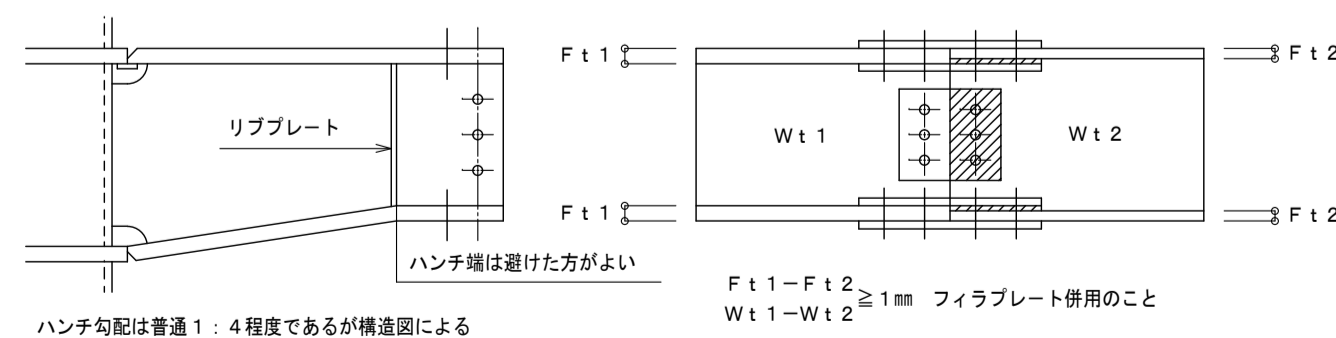 リブプレート
ハンチ端は避けた方がよい
ハンチ勾配は普通1：4程度であるが構造図による
Ft1
Ft1
Wt1
Wt2
Ft2
Ft2
Ft1－Ft2
Wt1－Wt2
≧1㎜　フィラプレート併用のこと